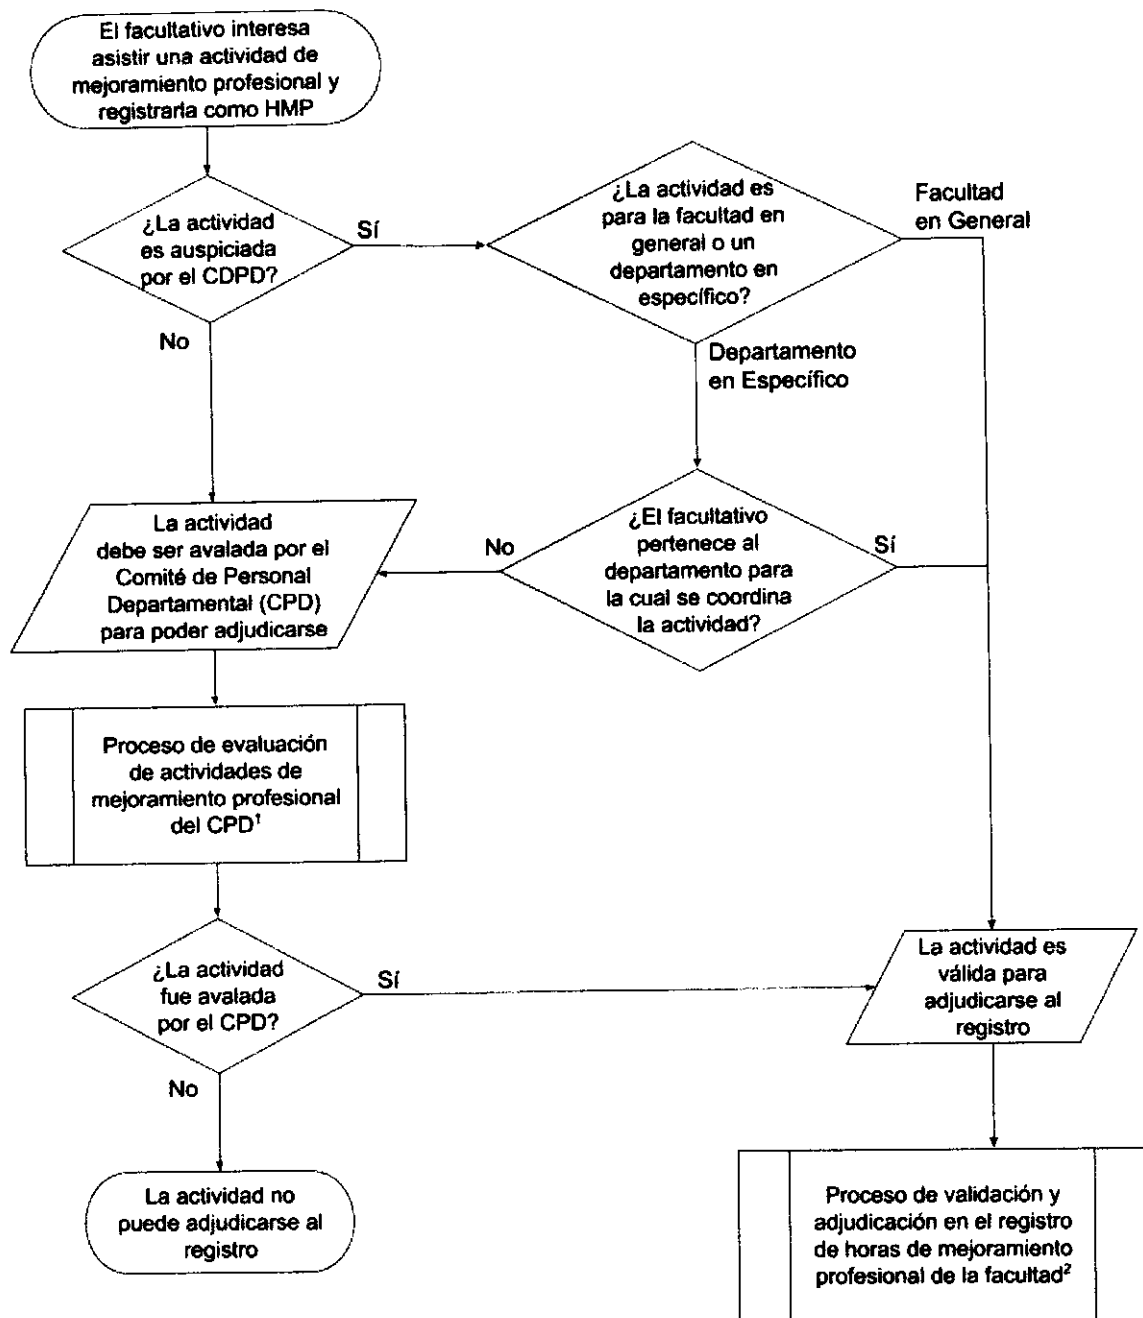 El facultativo interesa
asistir una actividad de
mejoramiento profesional y
registrarla como HMP
¿La actividad
es auspiciada
por el CDPD?
Sí
No
¿La actividad es
para la facultad en
general o un
departamento en
específico?
Facultad
en General
Departamento
en Específico
¿El facultativo
pertenece al
departamento para
la cual se coordina
la actividad?
No
Sí
La actividad
debe ser avalada por el
Comité de Personal
Departamental (CPD)
para poder adjudicarse
Proceso de evaluación
de actividades de
mejoramiento profesional
del CPD¹
¿La actividad
fue avalada
por el CPD?
Sí
No
La actividad no
puede adjudicarse al
registro
La actividad es
válida para
adjudicarse al
registro
Proceso de validación y
adjudicación en el registro
de horas de mejoramiento
profesional de la facultad²